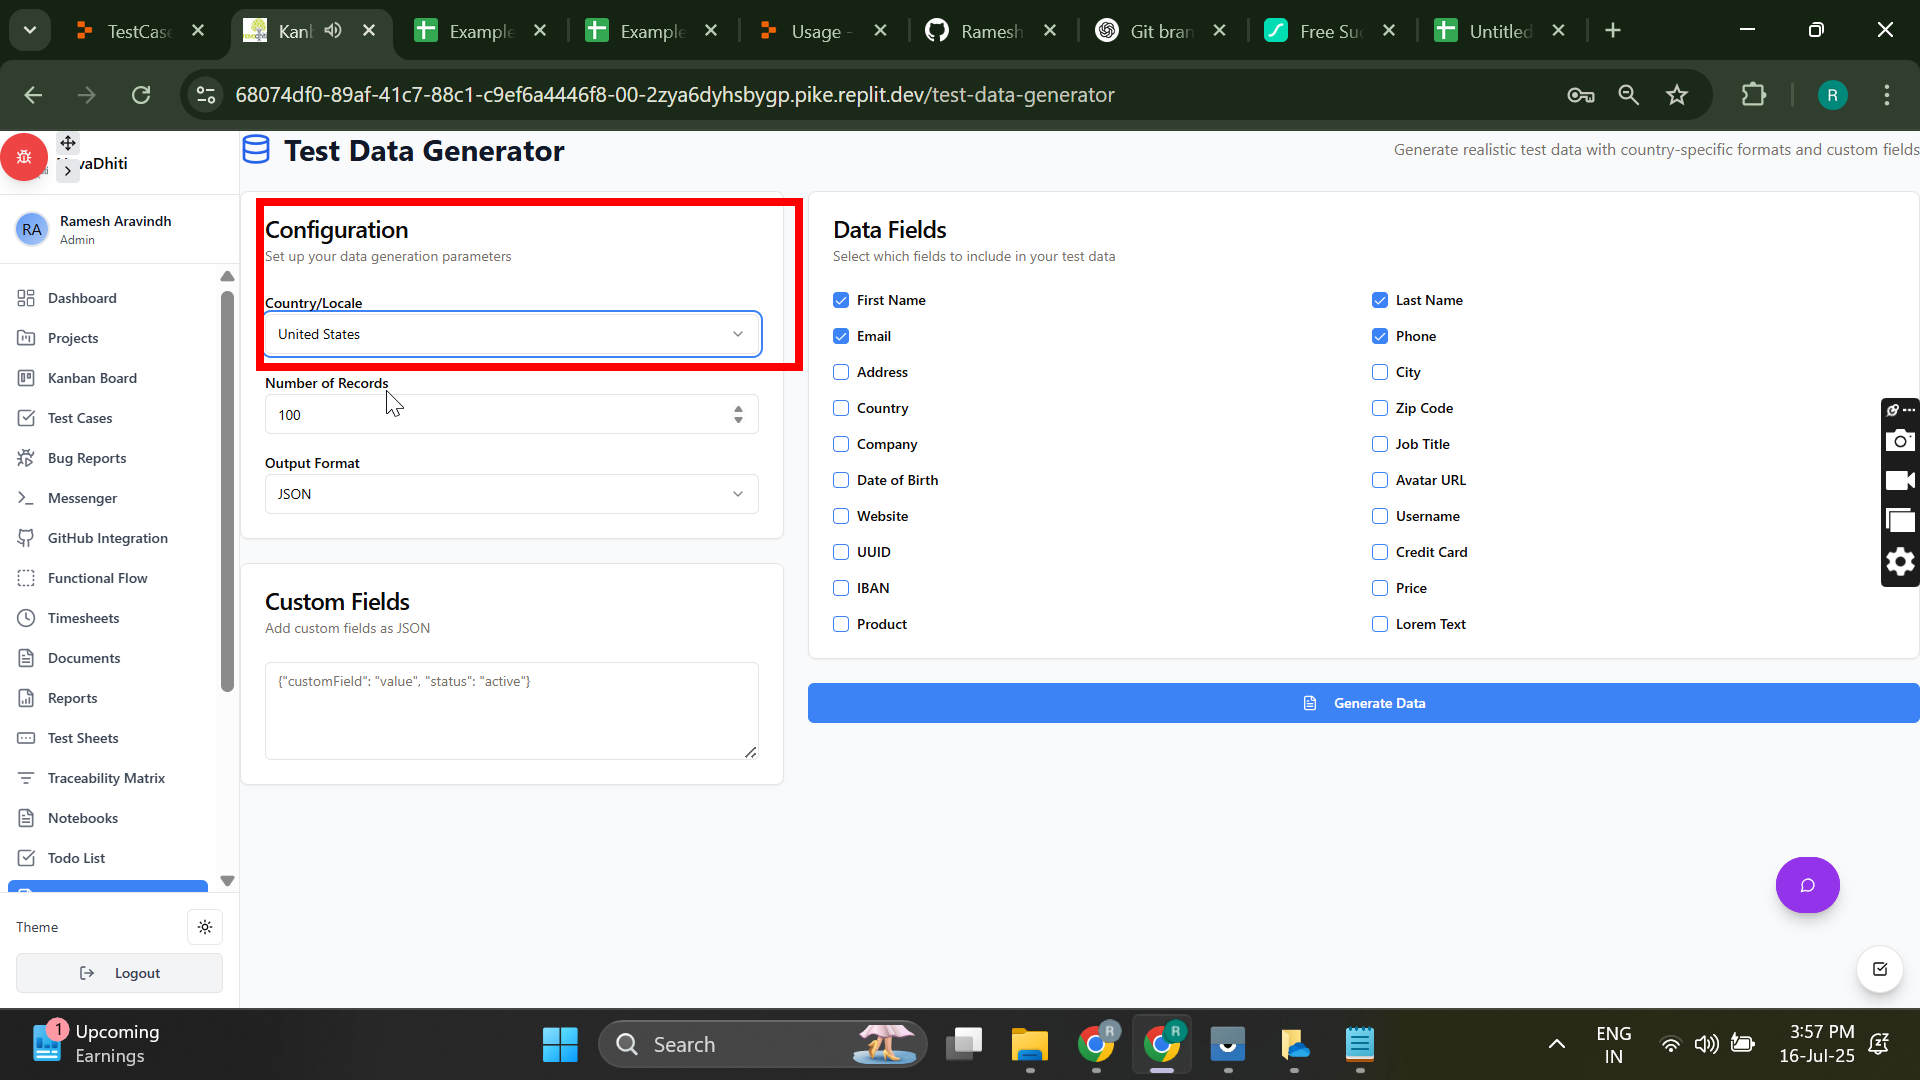 TestCase
Kanb
Example
Example
Usage -
Ramesh
Git bran
Free Suc
Untitled
68074df0-89af-41c7-88c1-c9ef6a4446f8-00-2zya6dyhsbygp.pike.replit.dev/test-data-generator
R
vaDhiti
Test Data Generator
Generate realistic test data with country-specific formats and custom fields
RA
Ramesh Aravindh
Admin
Dashboard
Projects
Kanban Board
Test Cases
Bug Reports
Messenger
GitHub Integration
Functional Flow
Timesheets
Documents
Reports
Test Sheets
Traceability Matrix
Notebooks
Todo List
Theme
Logout
Configuration
Set up your data generation parameters
Country/Locale
United States
Number of Records
100
Output Format
JSON
Custom Fields
Add custom fields as JSON
{"customField": "value", "status": "active"}
Data Fields
Select which fields to include in your test data
First Name
Last Name
Email
Phone
Address
City
Country
Zip Code
Company
Job Title
Date of Birth
Avatar URL
Website
Username
UUID
Credit Card
IBAN
Price
Product
Lorem Text
Generate Data
1
Upcoming
Earnings
Search
R
R
ENG
IN
3:57 PM
16-Jul-25